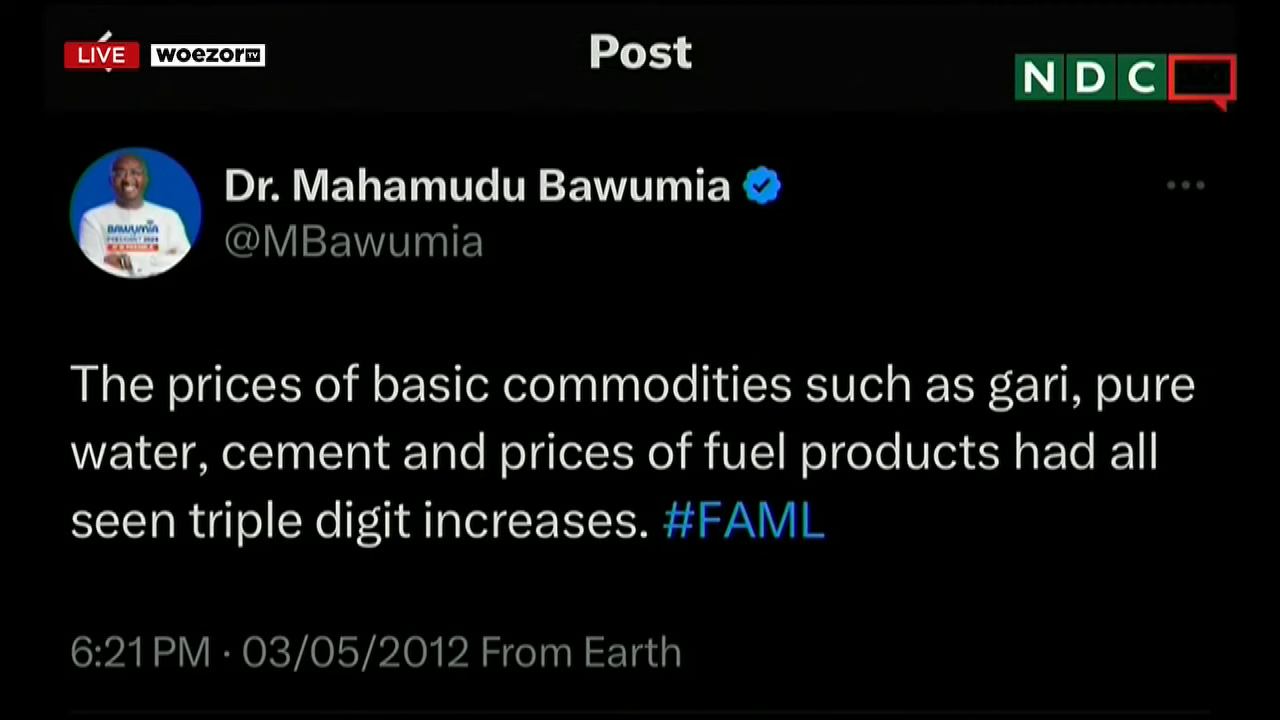 LIVE woezor TV
Post
NDC
Dr. Mahamudu Bawumia
@MBawumia
BAWUMIA
The prices of basic commodities such as gari, pure
water, cement and prices of fuel products had all
seen triple digit increases. #FAML
6:21 PM · 03/05/2012 From Earth